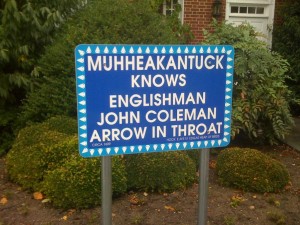 MUHHEAKANTUCK
KNOWS
ENGLISHMAN
JOHN COLEMAN
ARROW IN THROAT